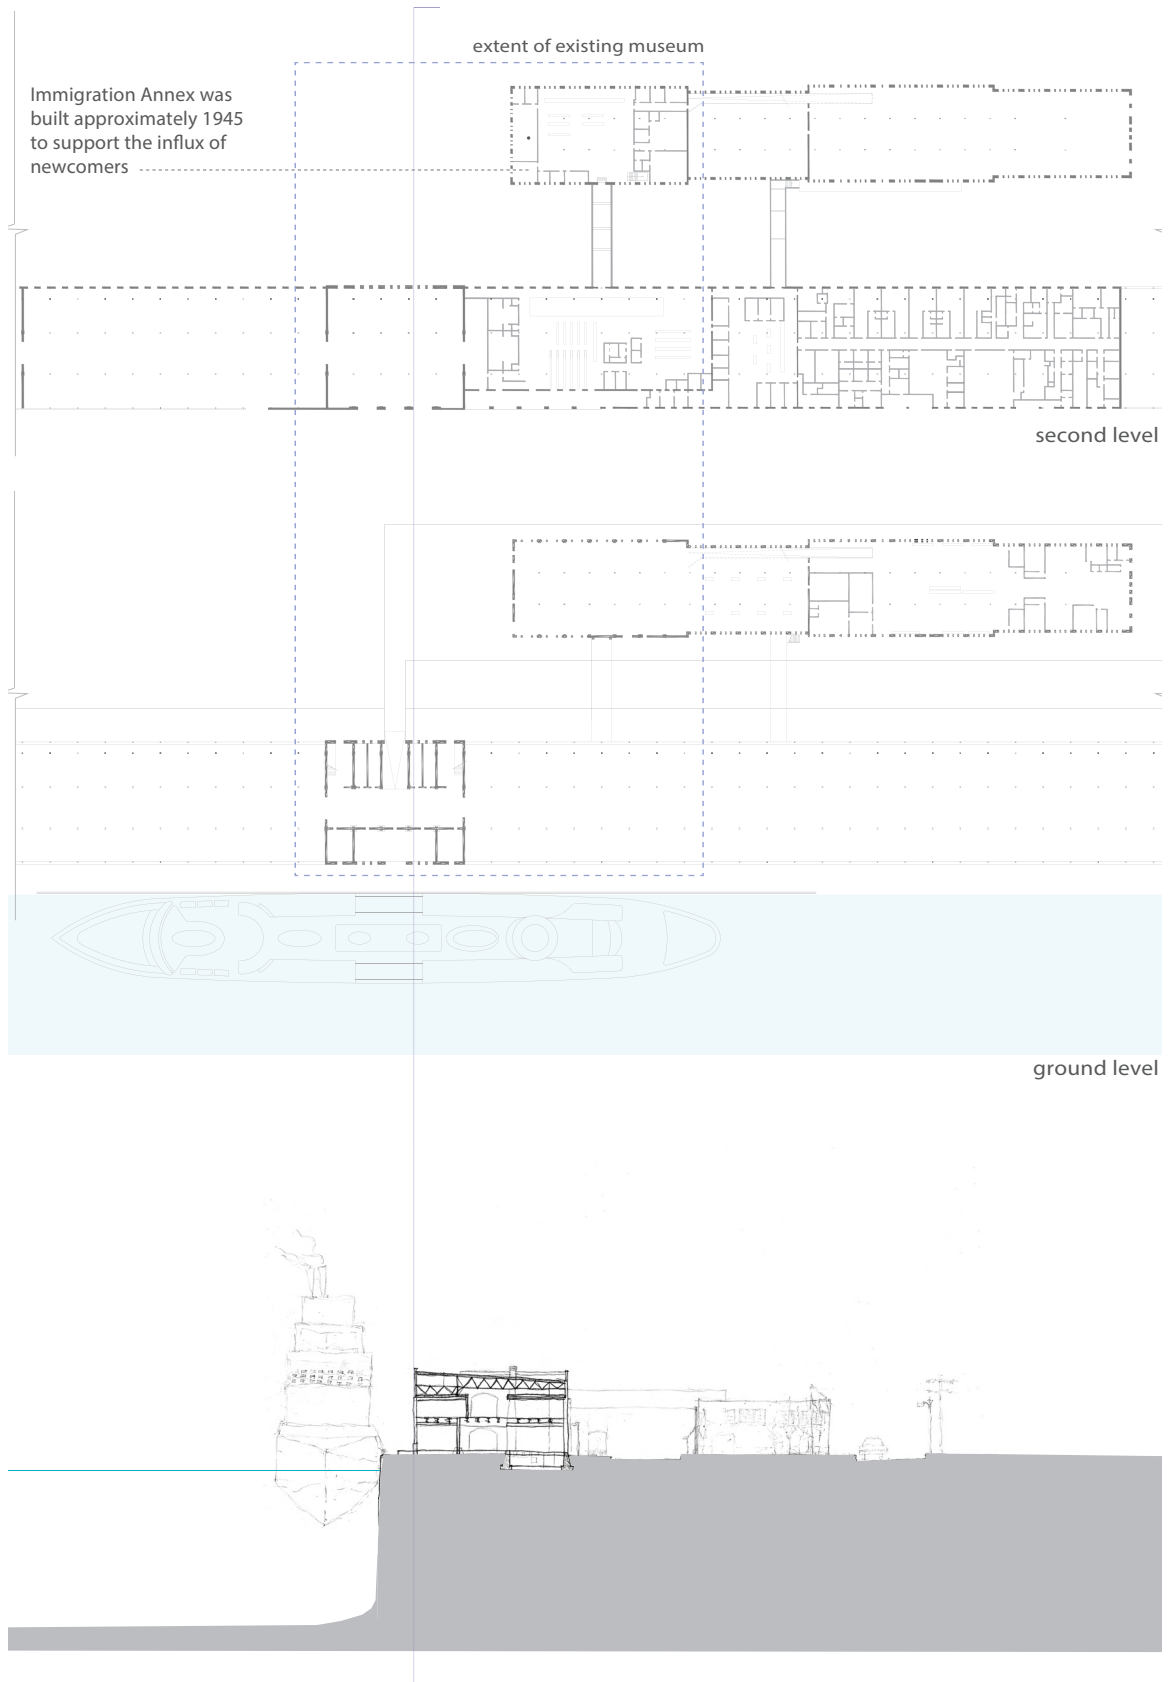 extent of existing museum
Immigration Annex was
built approximately 1945
to support the influx of
newcomers
second level
ground level